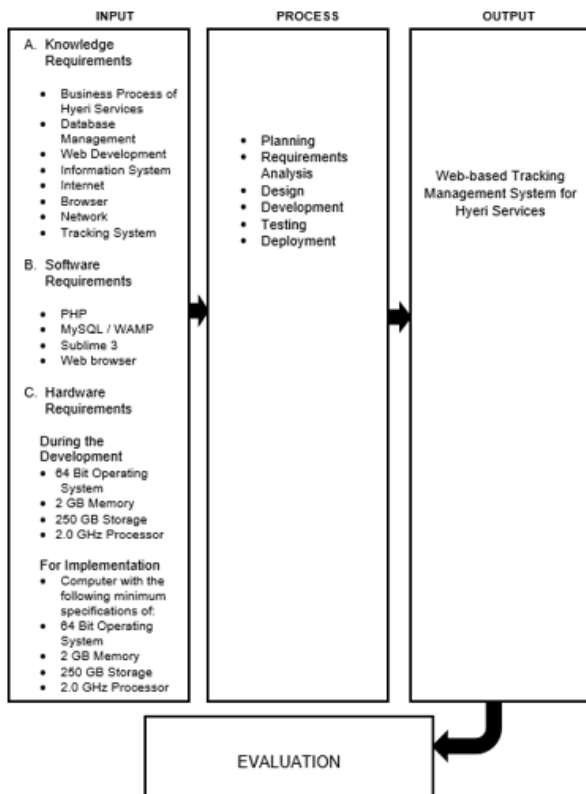 INPUT
A. Knowledge
Requirements
• Business Process of
Hyeri Services
• Database
Management
• Web Development
• Information System
• Internet
• Browser
• Network
• Tracking System
B. Software
Requirements
• PHP
• MySQL / WAMP
• Sublime 3
• Web browser
C. Hardware
Requirements
During the
Development
• 64 Bit Operating
System
• 2 GB Memory
• 250 GB Storage
• 2.0 GHz Processor
For Implementation
• Computer with the
following minimum
specifications of:
• 64 Bit Operating
System
• 2 GB Memory
• 250 GB Storage
• 2.0 GHz Processor
PROCESS
• Planning
• Requirements
Analysis
• Design
• Development
• Testing
• Deployment
OUTPUT
Web-based Tracking
Management System for
Hyeri Services
EVALUATION